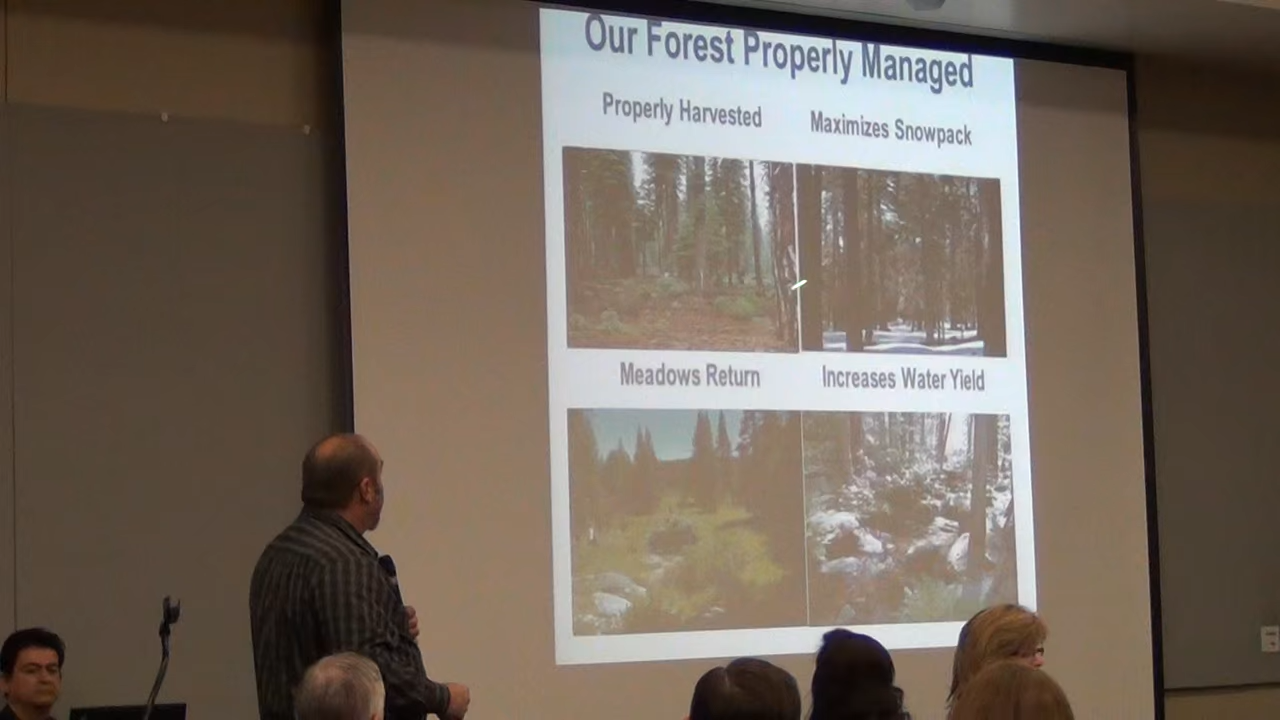 Our Forest Properly Managed
Properly Harvested
Maximizes Snowpack
Meadows Return
Increases Water Yield